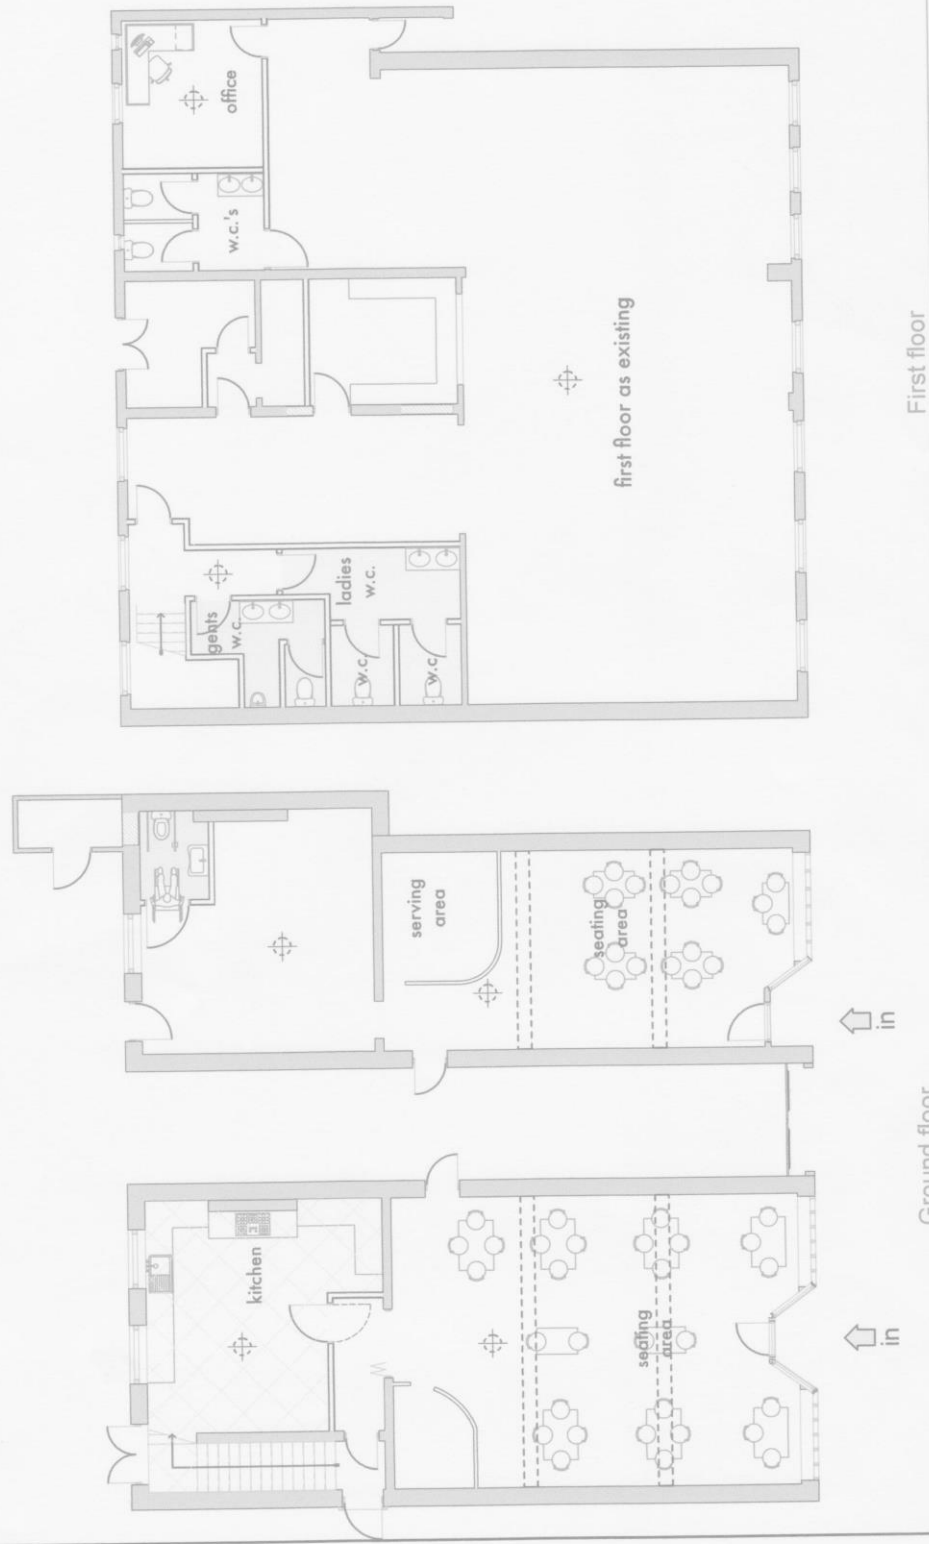 office
w.c.'s
first floor as existing
gents
w.c.
ladies
w.c.
w.c.
w.c.
First floor
serving
area
seating
area
in
kitchen
seating
area
in
Ground floor